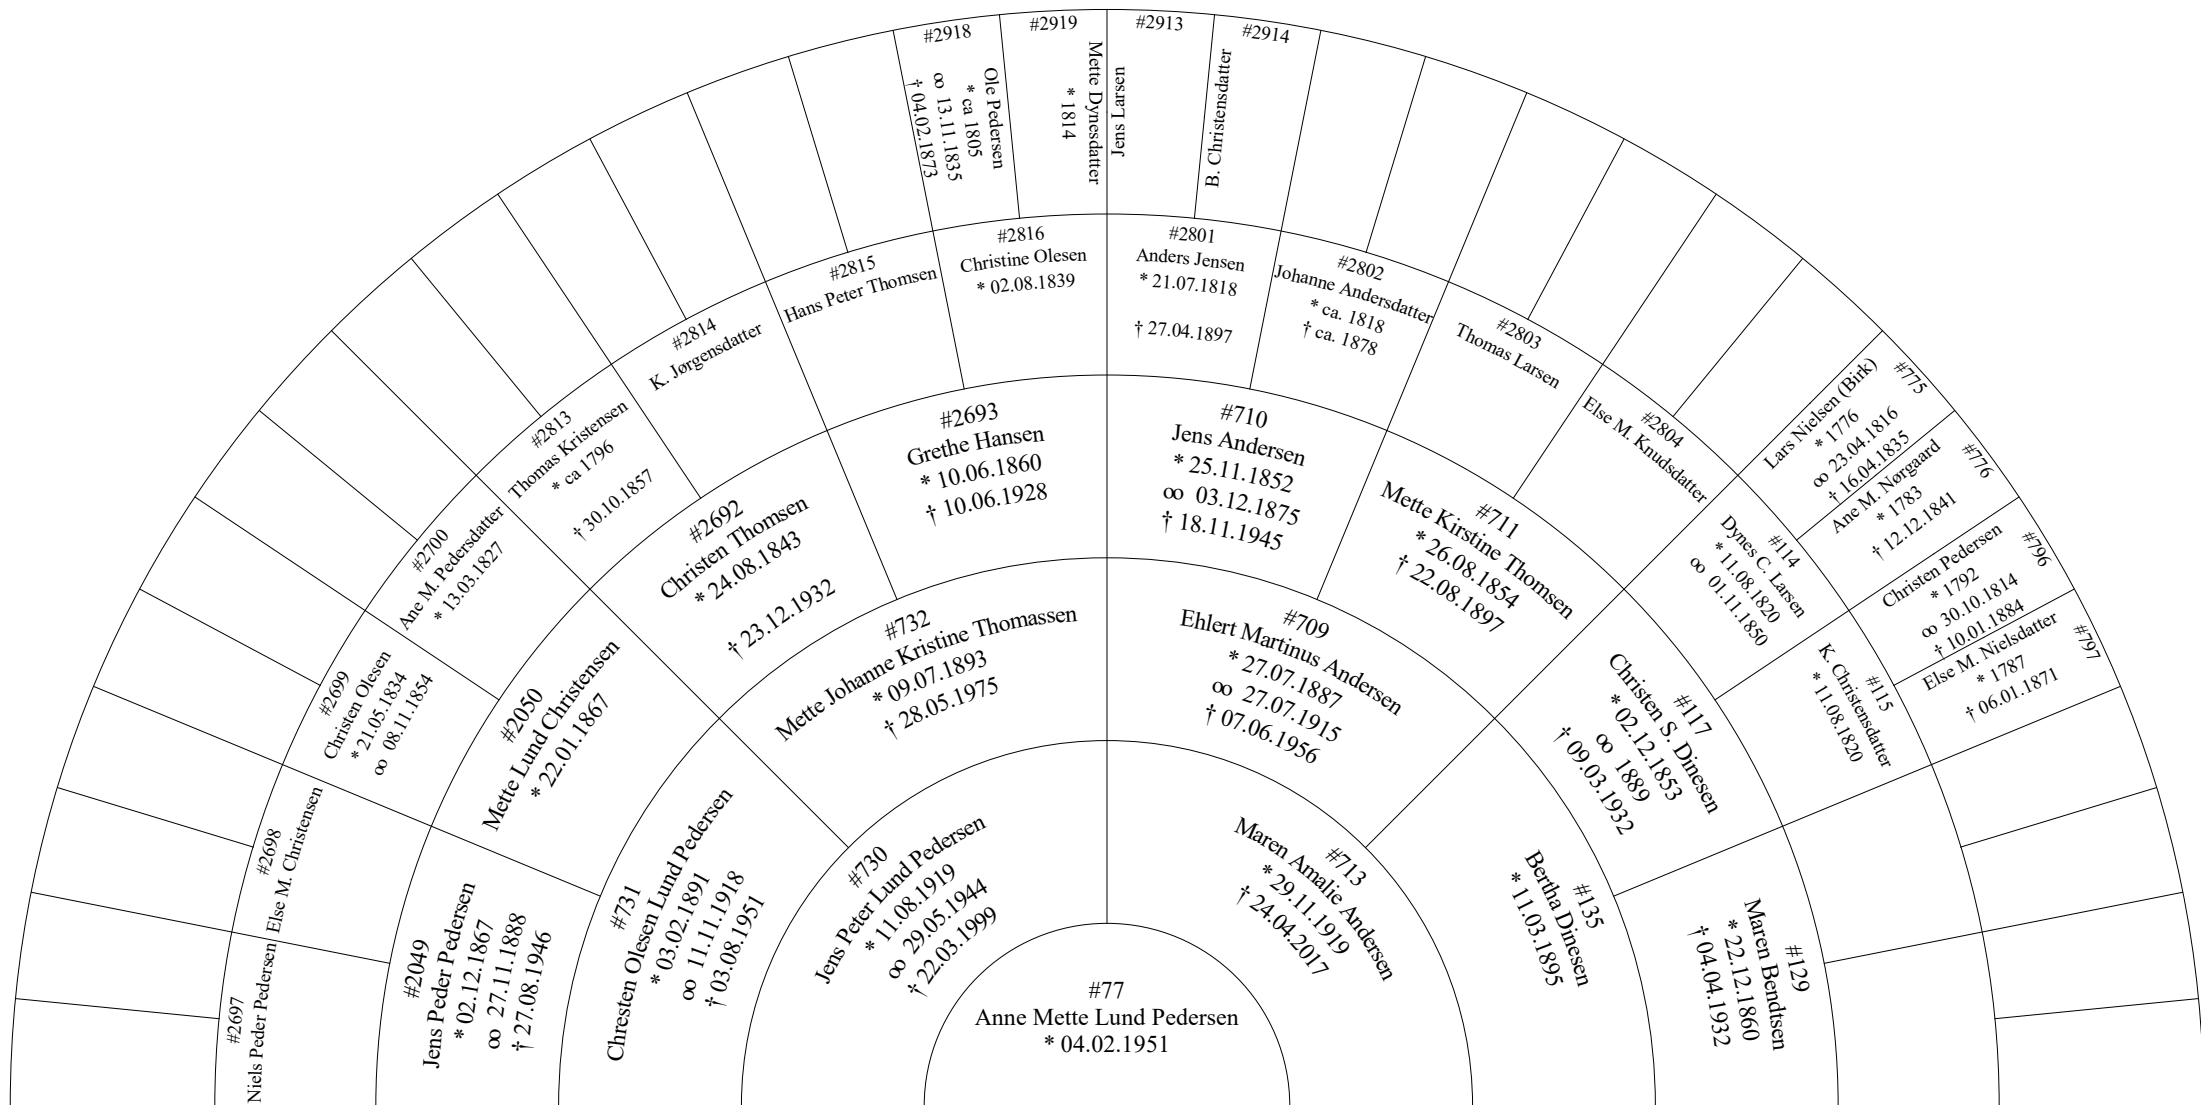 #2918
Ole Pedersen
* ca 1805
∞ 13.11.1835
† 04.02.1873
#2919
Mette Dynesdatter
* 1814
#2913
Jens Larsen
#2914
B. Christensdatter
#775
Lars Nielsen (Birk)
* 1776
∞ 23.04.1816
† 16.04.1835
#776
Ane M. Nørgaard
* 1783
† 12.12.1841
#796
Christen Pedersen
* 1792
∞ 30.10.1814
† 10.01.1884
#797
Else M. Nielsdatter
* 1787
† 06.01.1871
#2697
Niels Peder Pedersen
#2698
Else M. Christensen
#2699
Christen Olesen
* 21.05.1834
∞ 08.11.1854
#2700
Ane M. Pedersdatter
* 13.03.1827
#2813
Thomas Kristensen
* ca 1796
† 30.10.1857
#2814
K. Jørgensdatter
#2815
Hans Peter Thomsen
#2816
Christine Olesen
* 02.08.1839
#2801
Anders Jensen
* 21.07.1818
† 27.04.1897
#2802
Johanne Andersdatter
* ca. 1818
† ca. 1878
#2803
Thomas Larsen
#2804
Else M. Knudsdatter
#114
Dynes C. Larsen
* 11.08.1820
∞ 01.11.1850
#115
K. Christensdatter
* 11.08.1820
#2049
Jens Peder Pedersen
* 02.12.1867
∞ 27.11.1888
† 27.08.1946
#2050
Mette Lund Christensen
* 22.01.1867
#2692
Christen Thomsen
* 24.08.1843
† 23.12.1932
#2693
Grethe Hansen
* 10.06.1860
† 10.06.1928
#710
Jens Andersen
* 25.11.1852
∞ 03.12.1875
† 18.11.1945
#711
Mette Kirstine Thomsen
* 26.08.1854
† 22.08.1897
#117
Christen S. Dinesen
* 02.12.1853
∞ 1889
† 09.03.1932
#129
Maren Bendtsen
* 22.12.1860
† 04.04.1932
#731
Chresten Olesen Lund Pedersen
* 03.02.1891
∞ 11.11.1918
† 03.08.1951
#732
Mette Johanne Kristine Thomassen
* 09.07.1893
† 28.05.1975
#709
Ehlert Martinus Andersen
* 27.07.1887
∞ 27.07.1915
† 07.06.1956
#135
Bertha Dinesen
* 11.03.1895
#730
Jens Peter Lund Pedersen
* 11.08.1919
∞ 29.05.1944
† 22.03.1999
#713
Maren Amalie Andersen
* 29.11.1919
† 24.04.2017
#77
Anne Mette Lund Pedersen
* 04.02.1951